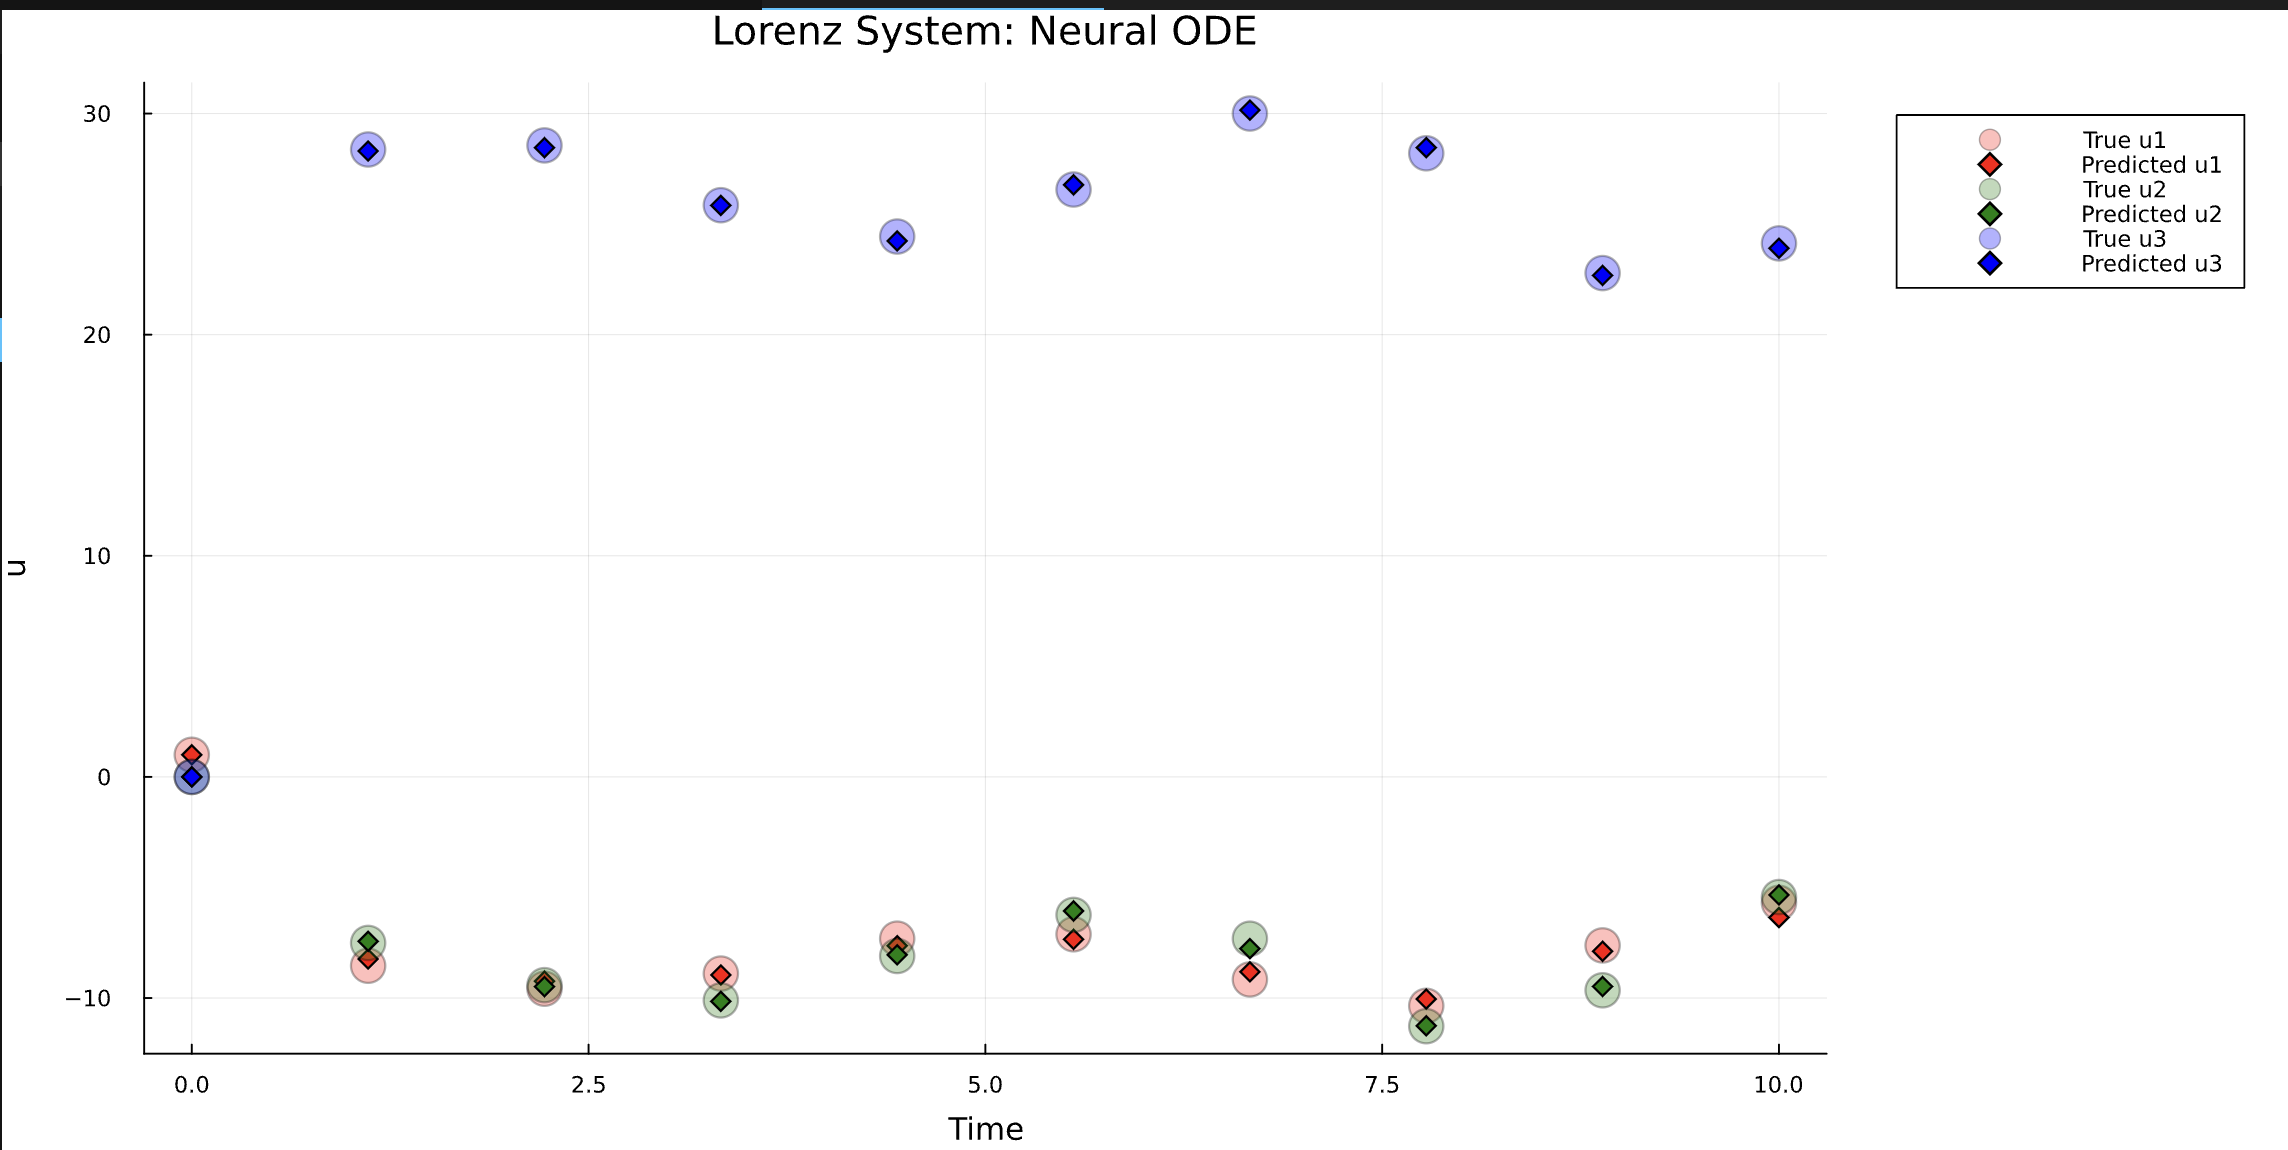 Lorenz System: Neural ODE
30
20
10
0
−10
u
0.0 2.5 5.0 7.5 10.0
Time
True u1
Predicted u1
True u2
Predicted u2
True u3
Predicted u3